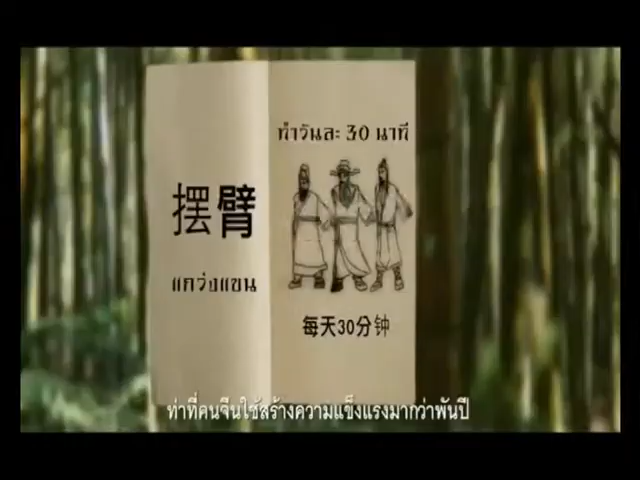 摆臂
แกว่งแขน
ทำวันละ 30 นาที
每天30分钟
ท่าที่คนจีนใช้สร้างความแข็งแรงมากว่าพันปี